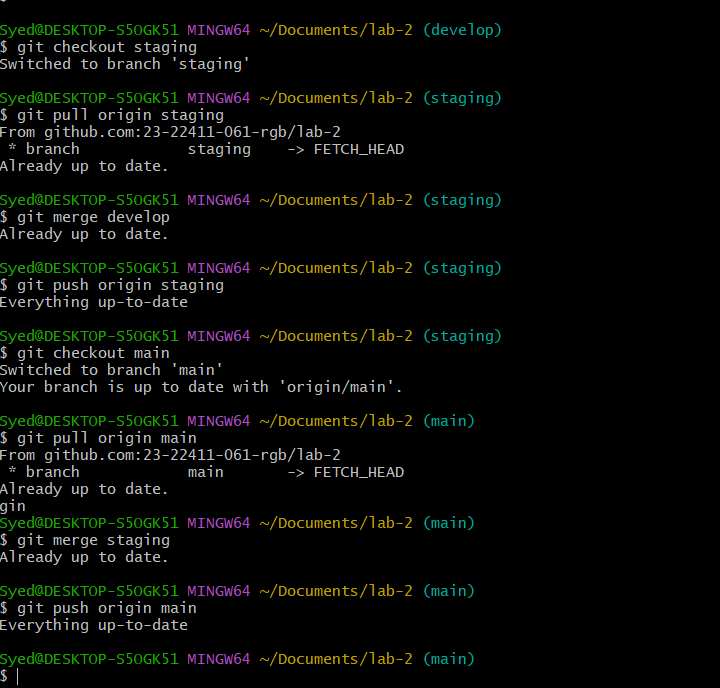 Syed@DESKTOP-S5OGK51 MINGW64 ~/Documents/lab-2 (develop)
$ git checkout staging
Switched to branch 'staging'
Syed@DESKTOP-S5OGK51 MINGW64 ~/Documents/lab-2 (staging)
$ git pull origin staging
From github.com:23-22411-061-rgb/lab-2
 * branch            staging    -> FETCH_HEAD
Already up to date.
Syed@DESKTOP-S5OGK51 MINGW64 ~/Documents/lab-2 (staging)
$ git merge develop
Already up to date.
Syed@DESKTOP-S5OGK51 MINGW64 ~/Documents/lab-2 (staging)
$ git push origin staging
Everything up-to-date
Syed@DESKTOP-S5OGK51 MINGW64 ~/Documents/lab-2 (staging)
$ git checkout main
Switched to branch 'main'
Your branch is up to date with 'origin/main'.
Syed@DESKTOP-S5OGK51 MINGW64 ~/Documents/lab-2 (main)
$ git pull origin main
From github.com:23-22411-061-rgb/lab-2
 * branch            main       -> FETCH_HEAD
Already up to date.
gin
Syed@DESKTOP-S5OGK51 MINGW64 ~/Documents/lab-2 (main)
$ git merge staging
Already up to date.
Syed@DESKTOP-S5OGK51 MINGW64 ~/Documents/lab-2 (main)
$ git push origin main
Everything up-to-date
Syed@DESKTOP-S5OGK51 MINGW64 ~/Documents/lab-2 (main)
$